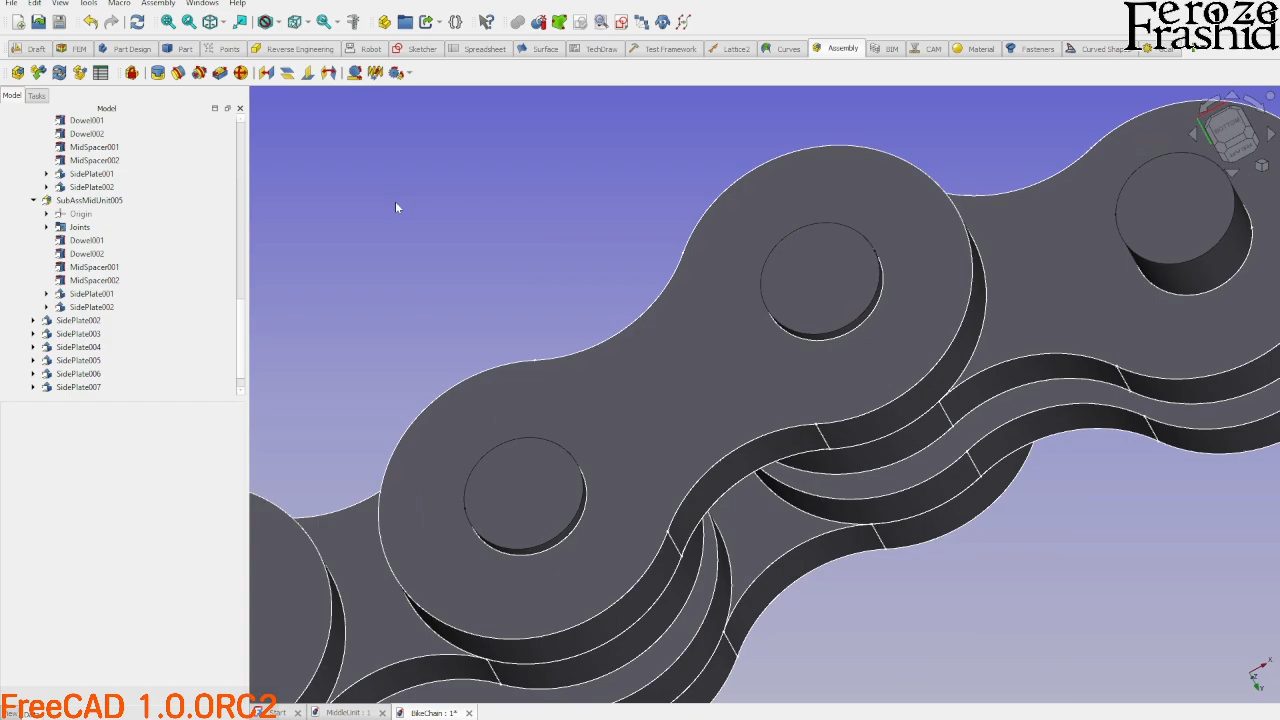 File Edit View Tools Macro Assembly Windows Help
Feroze
Frashid
Draft FEM Part Design Part Points Reverse Engineering Robot Sketcher Spreadsheet Surface TechDraw Test Framework Lattice2 Curves Assembly BIM CAM Material Fasteners Curved Shapes
Model Tasks
Model
Dowel001
Dowel002
MidSpacer001
MidSpacer002
SidePlate001
SidePlate002
SubAssMidUnit005
Origin
Joints
Dowel001
Dowel002
MidSpacer001
MidSpacer002
SidePlate001
SidePlate002
SidePlate002
SidePlate003
SidePlate004
SidePlate005
SidePlate006
SidePlate007
BOTTOM
X
Z
Y
FreeCAD 1.0.0RC2
Start MiddleUnit : 1 BikeChain : 1*